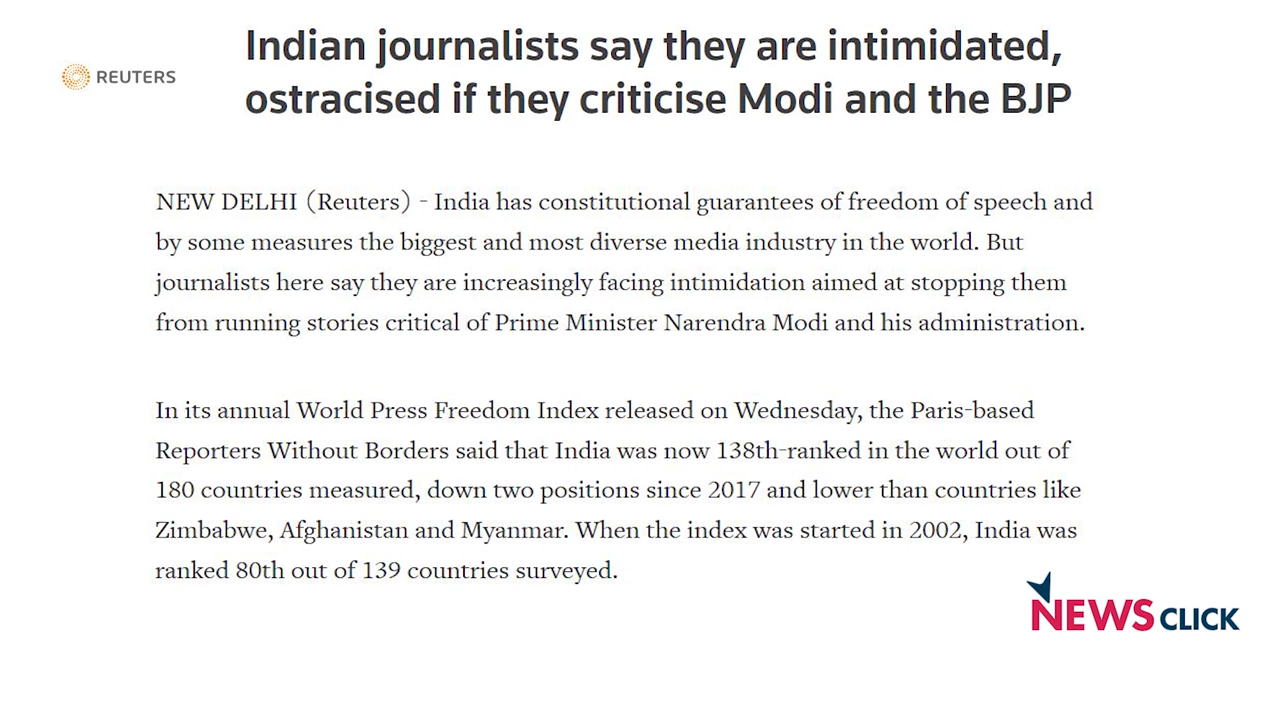 Indian journalists say they are intimidated,
REUTERS
ostracised if they criticise Modi and the BJP
NEW DELHI (Reuters) - India has constitutional guarantees of freedom of speech and
by some measures the biggest and most diverse media industry in the world. But
journalists here say they are increasingly facing intimidation aimed at stopping them
from running stories critical of Prime Minister Narendra Modi and his administration.
In its annual World Press Freedom Index released on Wednesday, the Paris-based
Reporters Without Borders said that India was now 138th-ranked in the world out of
180 countries measured, down two positions since 2017 and lower than countries like
Zimbabwe, Afghanistan and Myanmar. When the index was started in 2002, India was
ranked 80th out of 139 countries surveyed.
NEWSCLICK